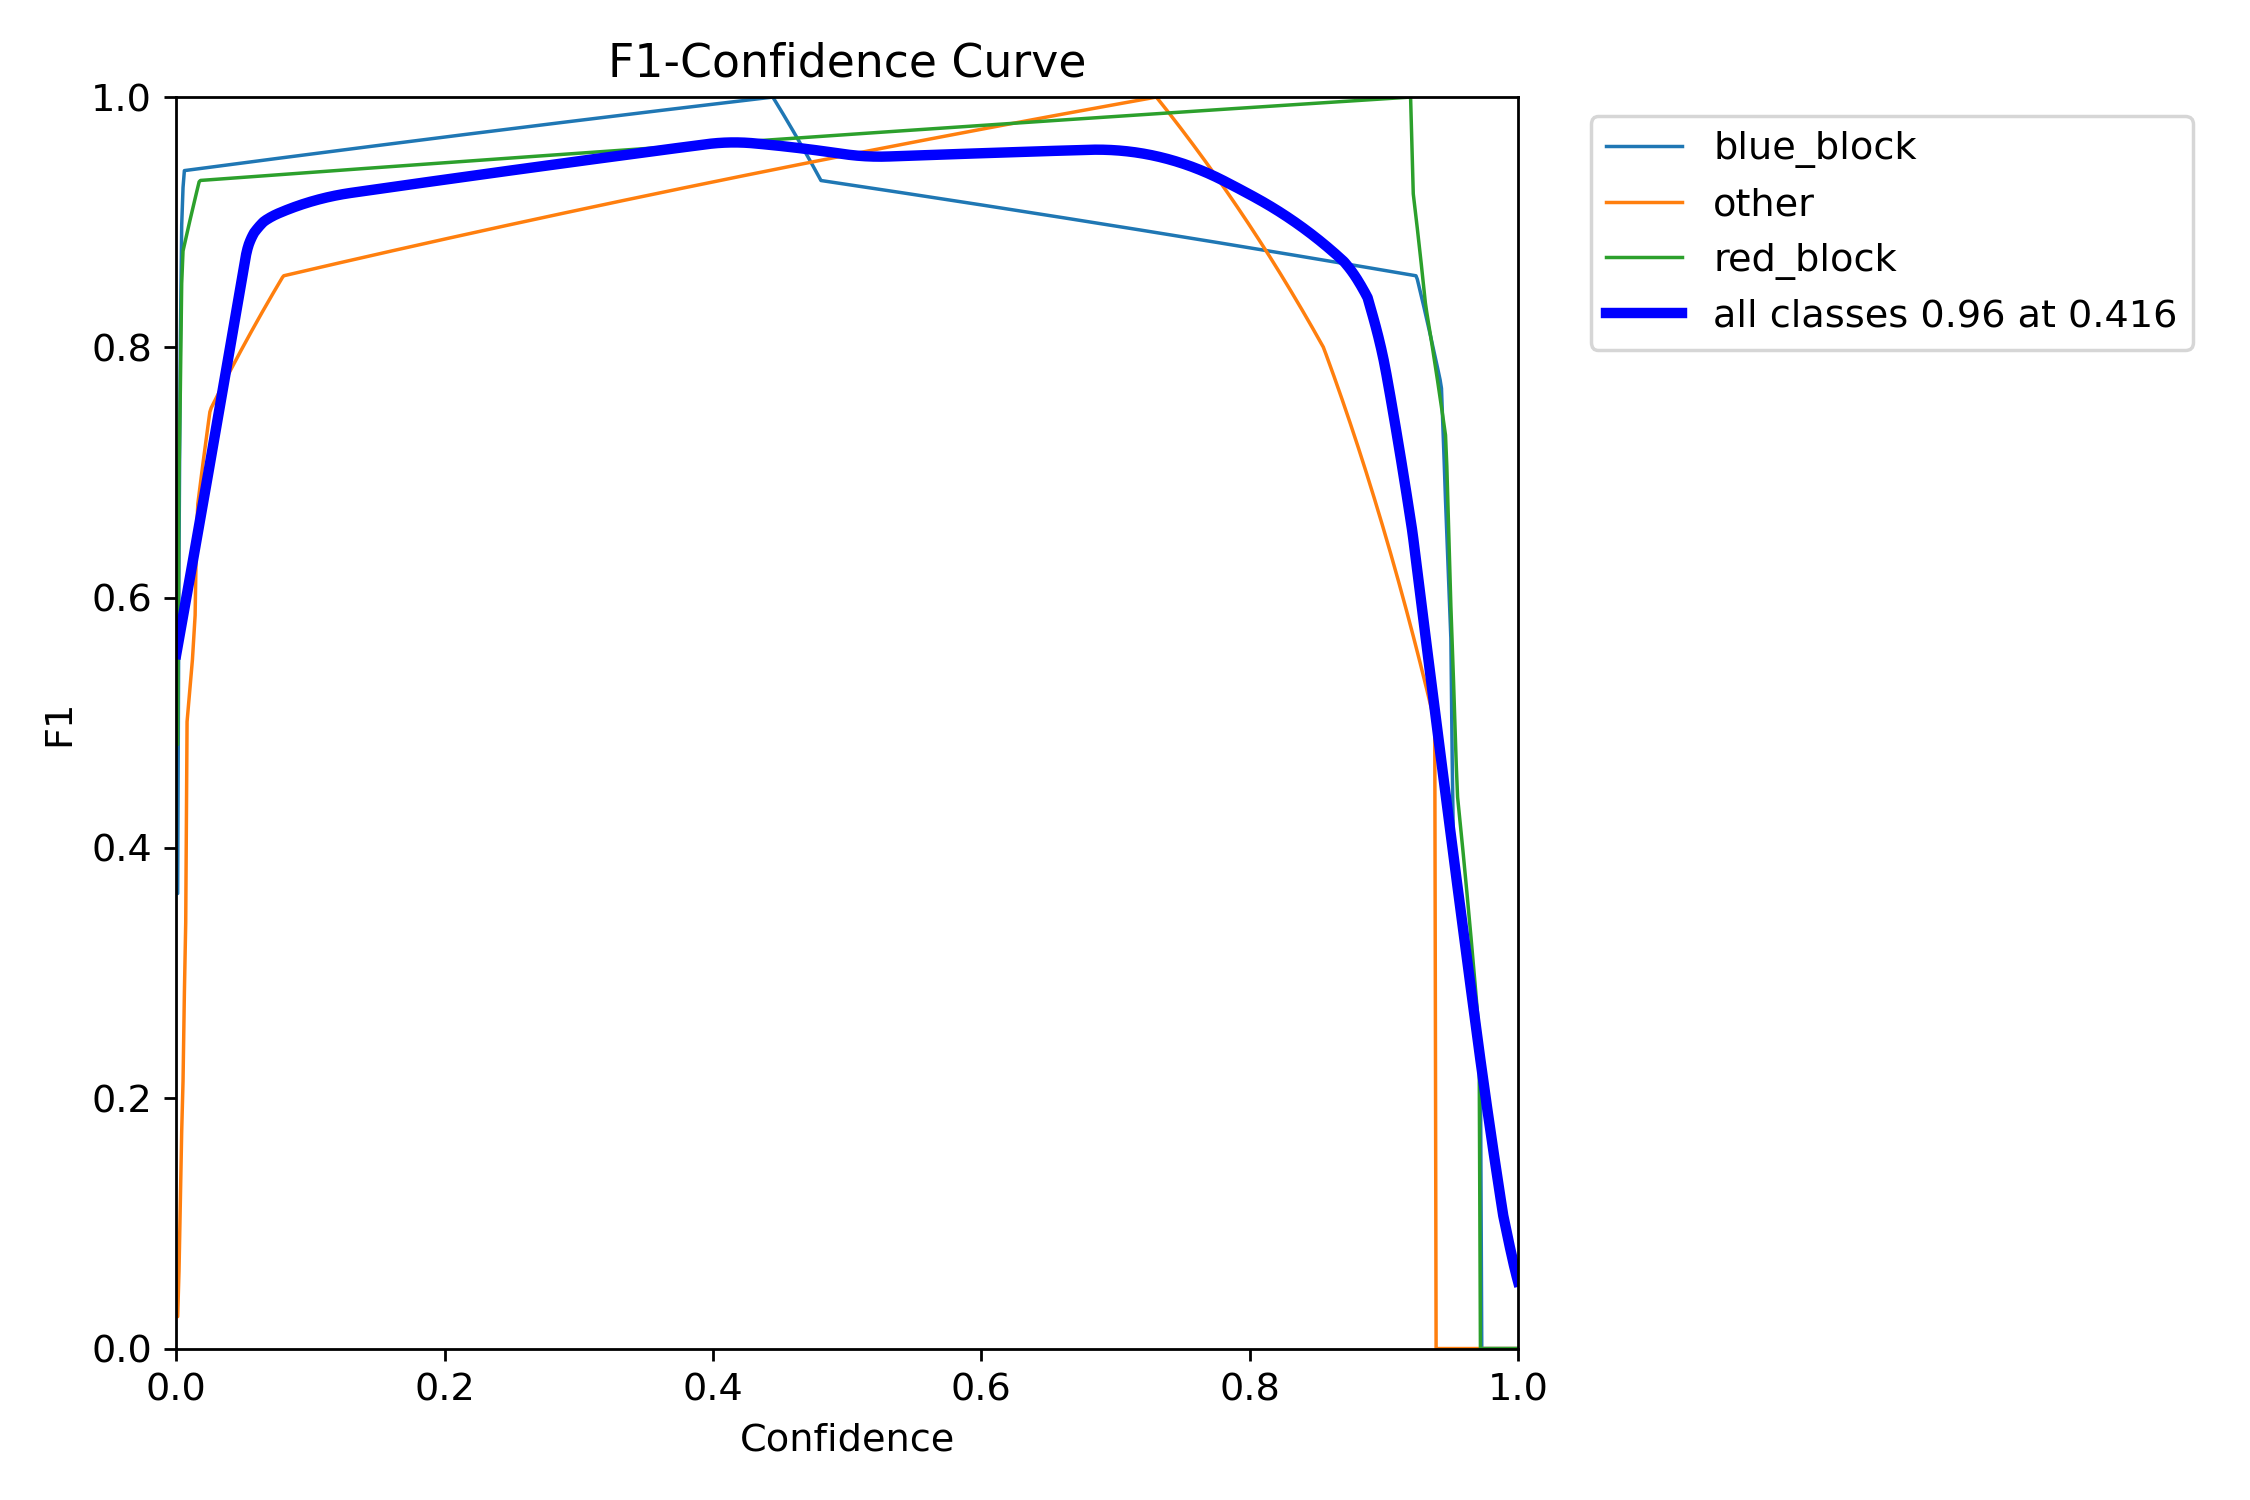 F1-Confidence Curve
1.0
0.8
0.6
0.4
0.2
0.0
F1
0.0 0.2 0.4 0.6 0.8 1.0
Confidence
blue_block
other
red_block
all classes 0.96 at 0.416